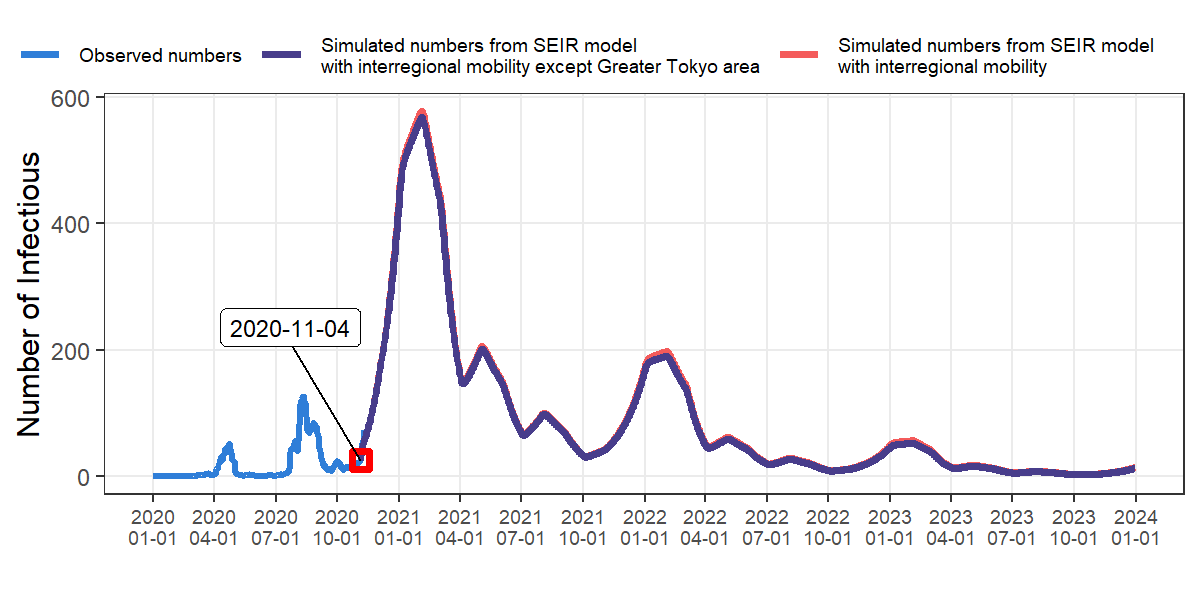 Observed numbers
Simulated numbers from SEIR model
with interregional mobility except Greater Tokyo area
Simulated numbers from SEIR model
with interregional mobility
Number of Infectious
600
400
200
0
2020-11-04
2020 2020 2020 2020 2021 2021 2021 2021 2022 2022 2022 2022 2023 2023 2023 2023 2024
01-01 04-01 07-01 10-01 01-01 04-01 07-01 10-01 01-01 04-01 07-01 10-01 01-01 04-01 07-01 10-01 01-01